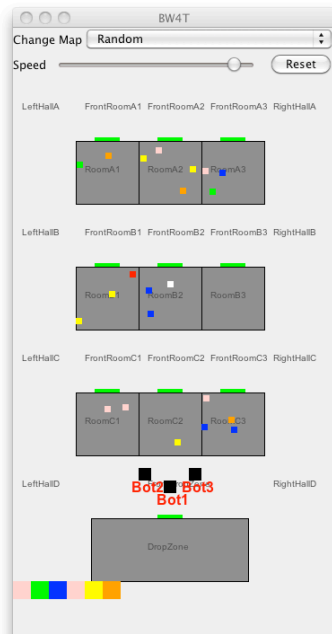 BW4T
Change Map Random
Speed Reset
LeftHallA FrontRoomA1 FrontRoomA2 FrontRoomA3 RightHallA
RoomA1 RoomA2 RoomA3
LeftHallB FrontRoomB1 FrontRoomB2 FrontRoomB3 RightHallB
RoomB1 RoomB2 RoomB3
LeftHallC FrontRoomC1 FrontRoomC2 FrontRoomC3 RightHallC
RoomC1 RoomC2 RoomC3
LeftHallD RightHallD
Bot2 Bot3
Bot1
DropZone